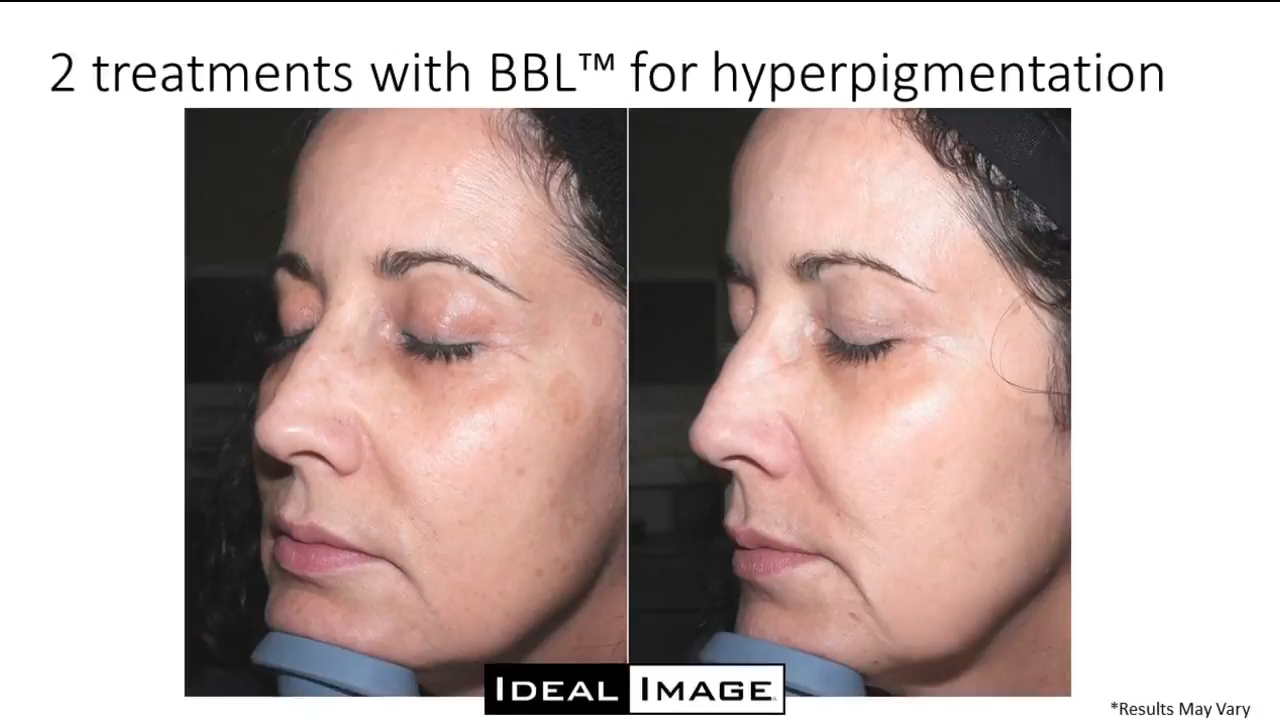 2 treatments with BBL™ for hyperpigmentation
IDEAL IMAGE
*Results May Vary